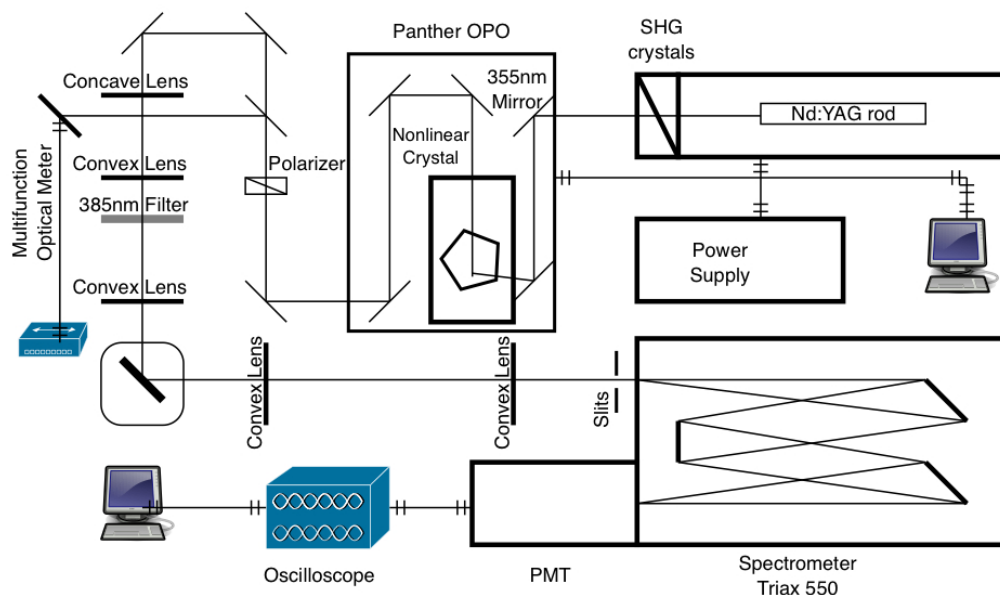 Panther OPO
SHG
crystals
355nm
Mirror
Nd:YAG rod
Concave Lens
Nonlinear
Crystal
Convex Lens
Polarizer
385nm Filter
Multifunction
Optical Meter
Power
Supply
Convex Lens
Convex Lens
Convex Lens
Slits
Oscilloscope
PMT
Spectrometer
Triax 550